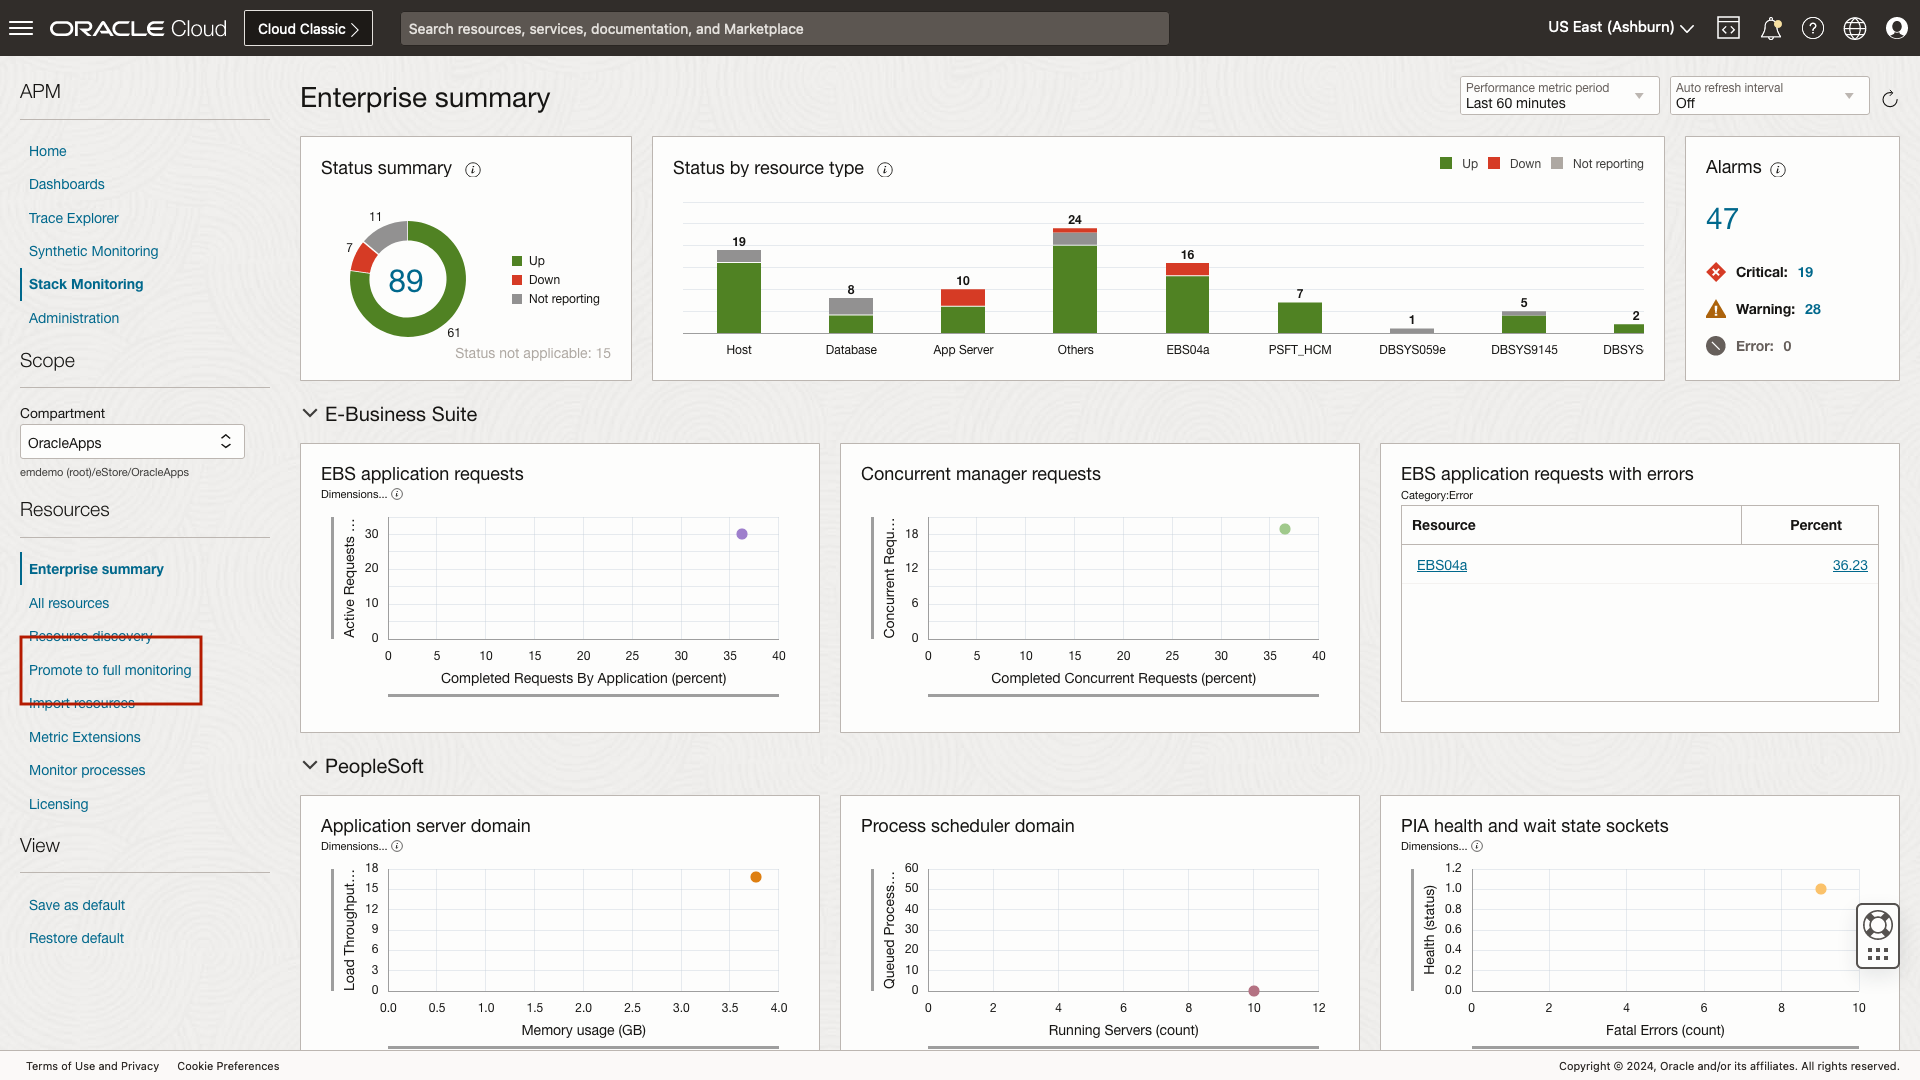 ORACLE Cloud
Cloud Classic
Search resources, services, documentation, and Marketplace
US East (Ashburn)
APM
Home
Dashboards
Trace Explorer
Synthetic Monitoring
Stack Monitoring
Administration
Scope
Compartment
OracleApps
emdemo (root)/eStore/OracleApps
Resources
Enterprise summary
All resources
Resource discovery
Promote to full monitoring
Import resources
Metric Extensions
Monitor processes
Licensing
View
Save as default
Restore default
Enterprise summary
Performance metric period
Last 60 minutes
Auto refresh interval
Off
Status summary
11
7
89
61
Up
Down
Not reporting
Status not applicable: 15
Status by resource type
Up Down Not reporting
19 8 10 24 16 7 1 5 2
Host Database App Server Others EBS04a PSFT_HCM DBSYS059e DBSYS9145 DBSYS
Alarms
47
Critical: 19
Warning: 28
Error: 0
E-Business Suite
EBS application requests
Dimensions...
Active Requests ...
30
20
10
0
0 5 10 15 20 25 30 35 40
Completed Requests By Application (percent)
Concurrent manager requests
Concurrent Requ...
18
12
6
0
0 5 10 15 20 25 30 35 40
Completed Concurrent Requests (percent)
EBS application requests with errors
Category:Error
Resource Percent
EBS04a 36.23
PeopleSoft
Application server domain
Dimensions...
Load Throughput...
18
15
12
9
6
3
0
0.0 0.5 1.0 1.5 2.0 2.5 3.0 3.5 4.0
Memory usage (GB)
Process scheduler domain
Queued Process...
60
50
40
30
20
10
0
0 2 4 6 8 10 12
Running Servers (count)
PIA health and wait state sockets
Dimensions...
Health (status)
1.2
1.0
0.8
0.6
0.4
0.2
0.0
0 2 4 6 8 10
Fatal Errors (count)
Terms of Use and Privacy Cookie Preferences
Copyright © 2024, Oracle and/or its affiliates. All rights reserved.